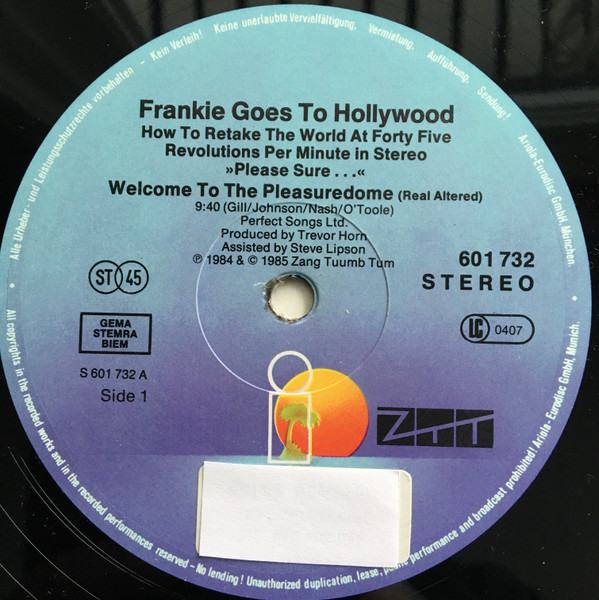 Alle Urheber- und Leistungsschutzrechte vorbehalten - Kein Verleih! Keine unerlaubte Vervielfältigung, Vermietung, Aufführung, Sendung! Ariola-Eurodisc GmbH, München.
Frankie Goes To Hollywood
How To Retake The World At Forty Five
Revolutions Per Minute in Stereo
»Please Sure . . .«
Welcome To The Pleasuredome (Real Altered)
9:40 (Gill/Johnson/Nash/O'Toole)
Perfect Songs Ltd.
Produced by Trevor Horn
Assisted by Steve Lipson
℗ 1984 & © 1985 Zang Tuumb Tum
601 732
STEREO
ST 45
GEMA
STEMRA
BIEM
LC 0407
S 601 732 A
Side 1
ZTT
All copyrights in the recorded works and in the recorded performances reserved - No lending! Unauthorized duplication, lease, public performance and broadcast prohibited! Ariola - Eurodisc GmbH, Munich.